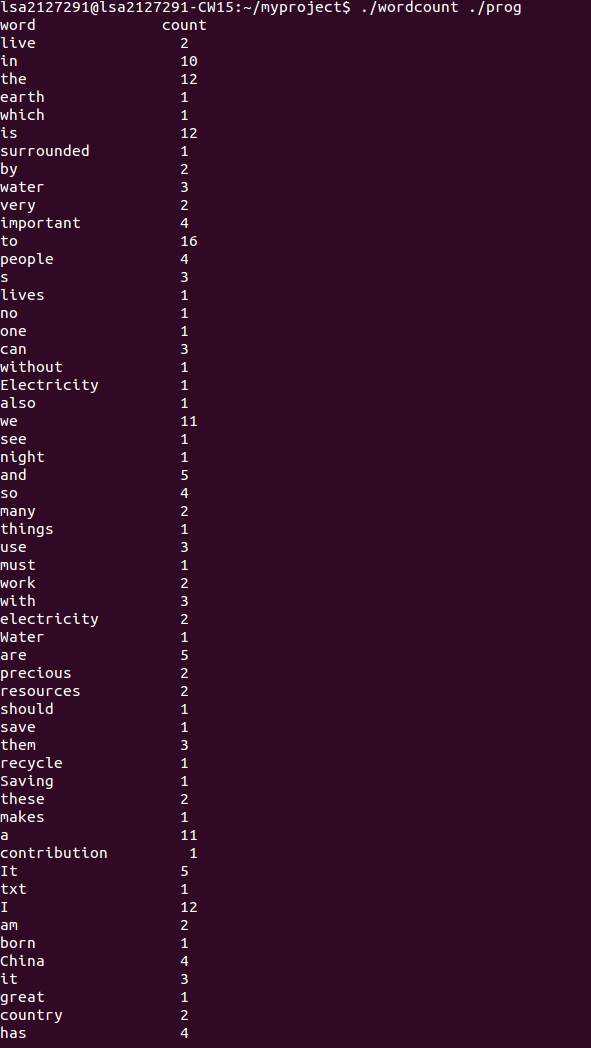 lsa2127291@lsa2127291-CW15:~/myproject$ ./wordcount ./prog
word count
live 2
in 10
the 12
earth 1
which 1
is 12
surrounded 1
by 2
water 3
very 2
important 4
to 16
people 4
s 3
lives 1
no 1
one 1
can 3
without 1
Electricity 1
also 1
we 11
see 1
night 1
and 5
so 4
many 2
things 1
use 3
must 1
work 2
with 3
electricity 2
Water 1
are 5
precious 2
resources 2
should 1
save 1
them 3
recycle 1
Saving 1
these 2
makes 1
a 11
contribution 1
It 5
txt 1
I 12
am 2
born 1
China 4
it 3
great 1
country 2
has 4